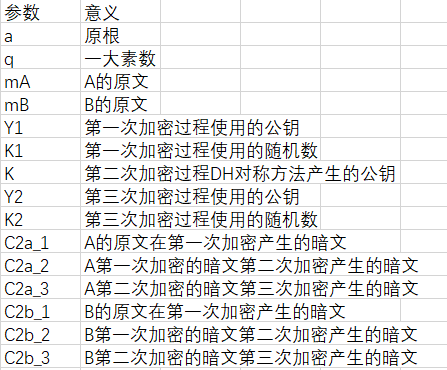 参数 意义
a 原根
q 一大素数
mA A的原文
mB B的原文
Y1 第一次加密过程使用的公钥
K1 第一次加密过程使用的随机数
K 第二次加密过程DH对称方法产生的公钥
Y2 第三次加密过程使用的公钥
K2 第三次加密过程使用的随机数
C2a_1 A的原文在第一次加密产生的暗文
C2a_2 A第一次加密的暗文第二次加密产生的暗文
C2a_3 A第二次加密的暗文第三次加密产生的暗文
C2b_1 B的原文在第一次加密产生的暗文
C2b_2 B第一次加密的暗文第二次加密产生的暗文
C2b_3 B第二次加密的暗文第三次加密产生的暗文